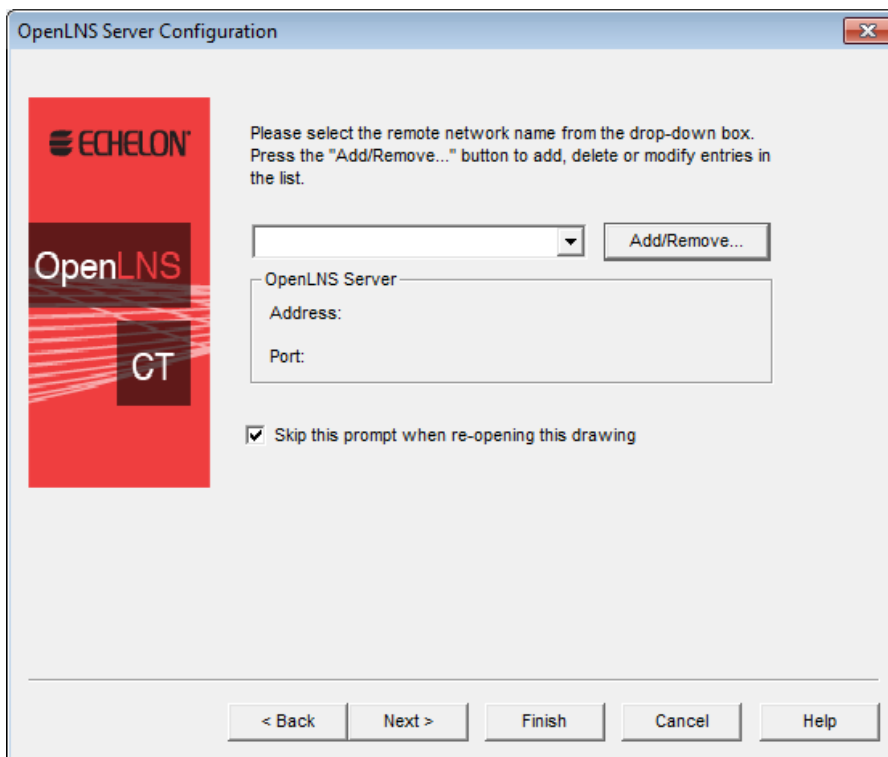 OpenLNS Server Configuration
ECHELON
OpenLNS
CT
Please select the remote network name from the drop-down box.
Press the "Add/Remove..." button to add, delete or modify entries in
the list.
Add/Remove...
OpenLNS Server
Address:
Port:
Skip this prompt when re-opening this drawing
< Back
Next >
Finish
Cancel
Help